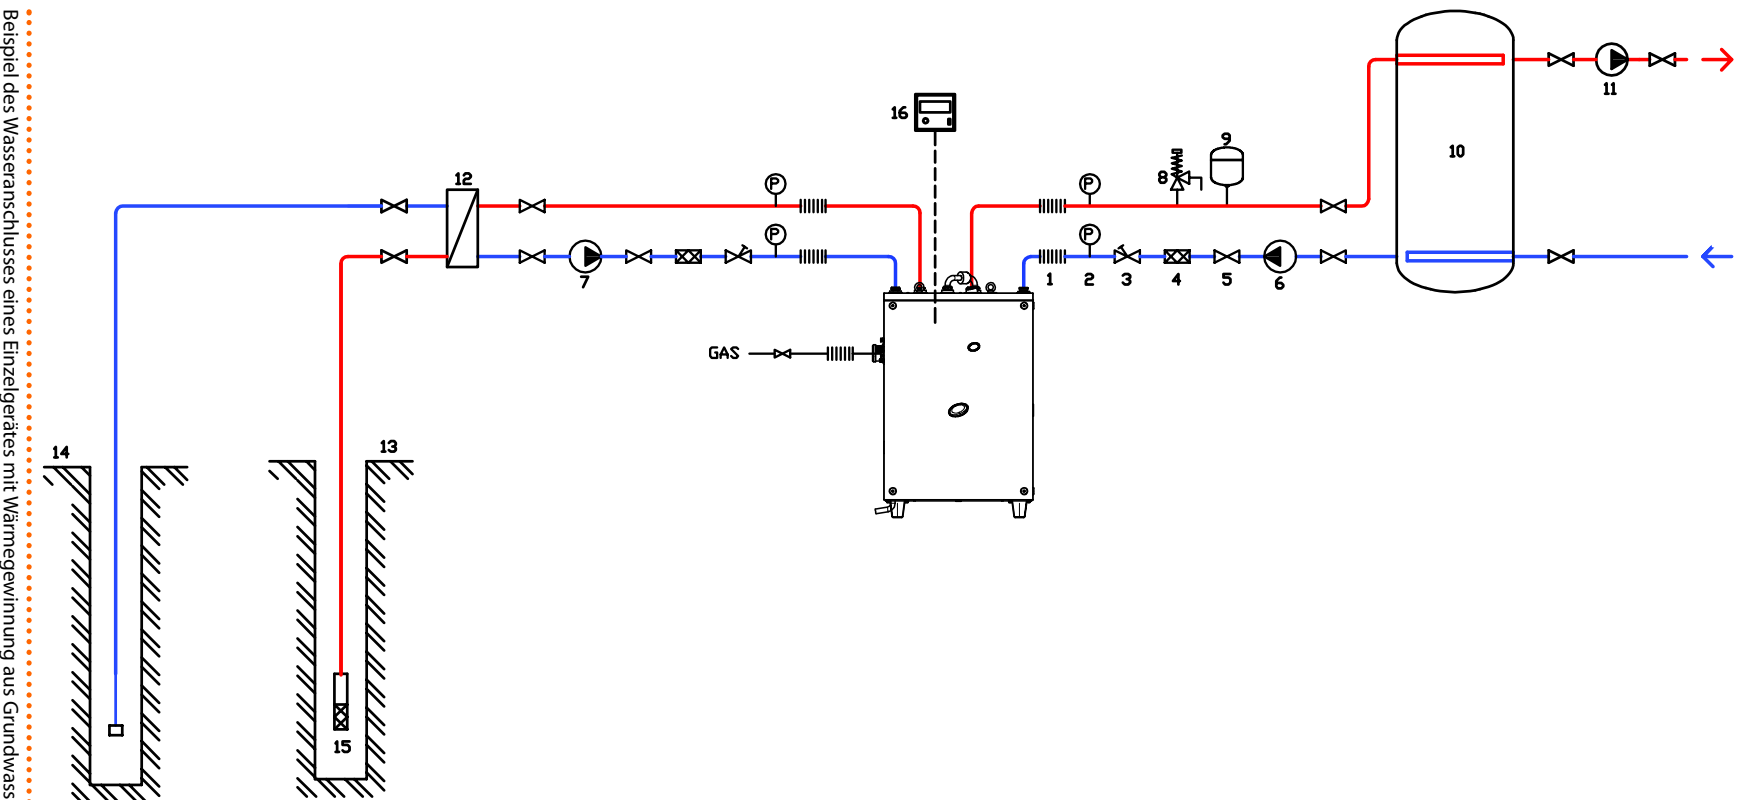 Beispiel des Wasseranschlusses eines Einzelgerätes mit Wärmegewinnung aus Grundwass
11
16
10
9
12
P
P
8
P
P
7
1
2
3
4
5
6
GAS
14
13
15